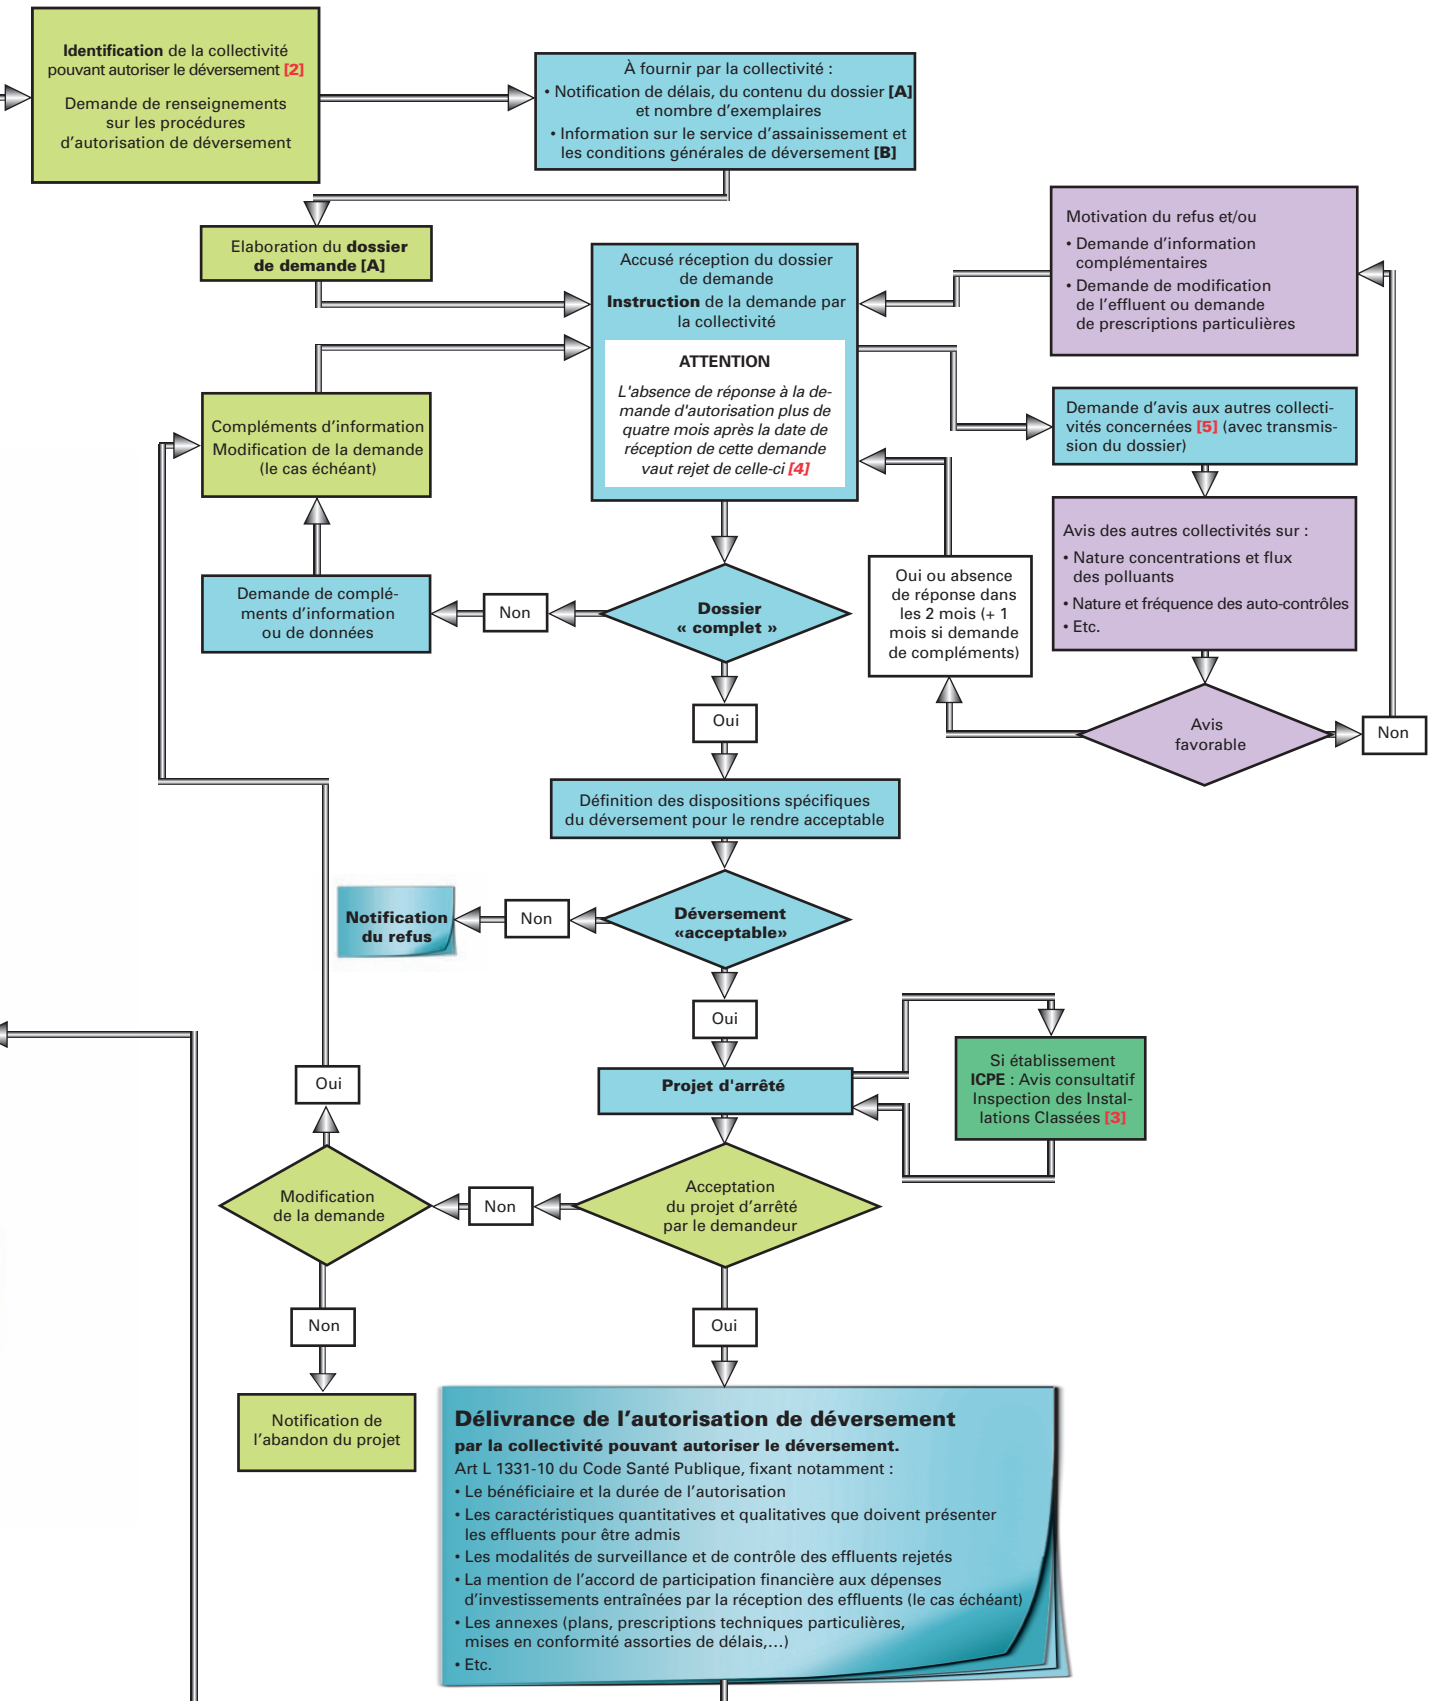 Identification de la collectivité
pouvant autoriser le déversement [2]
Demande de renseignements
sur les procédures
d’autorisation de déversement
À fournir par la collectivité :
• Notification de délais, du contenu du dossier [A]
et nombre d’exemplaires
• Information sur le service d’assainissement et
les conditions générales de déversement [B]
Elaboration du dossier
de demande [A]
Accusé réception du dossier
de demande
Instruction de la demande par
la collectivité
ATTENTION
L'absence de réponse à la de-
mande d'autorisation plus de
quatre mois après la date de
réception de cette demande
vaut rejet de celle-ci [4]
Motivation du refus et/ou
• Demande d’information
complémentaires
• Demande de modification
de l’effluent ou demande
de prescriptions particulières
Compléments d’information
Modification de la demande
(le cas échéant)
Demande d’avis aux autres collecti-
vités concernées [5] (avec transmis-
sion du dossier)
Avis des autres collectivités sur :
• Nature concentrations et flux
des polluants
• Nature et fréquence des auto-contrôles
• Etc.
Oui ou absence
de réponse dans
les 2 mois (+ 1
mois si demande
de compléments)
Demande de complé-
ments d’information
ou de données
Non
Dossier
« complet »
Avis
favorable
Non
Oui
Définition des dispositions spécifiques
du déversement pour le rendre acceptable
Notification
du refus
Non
Déversement
«acceptable»
Oui
Projet d'arrêté
Si établissement
ICPE : Avis consultatif
Inspection des Instal-
lations Classées [3]
Oui
Modification
de la demande
Non
Acceptation
du projet d’arrêté
par le demandeur
Non
Oui
Notification de
l’abandon du projet
Délivrance de l’autorisation de déversement
par la collectivité pouvant autoriser le déversement.
Art L 1331-10 du Code Santé Publique, fixant notamment :
• Le bénéficiaire et la durée de l’autorisation
• Les caractéristiques quantitatives et qualitatives que doivent présenter
les effluents pour être admis
• Les modalités de surveillance et de contrôle des effluents rejetés
• La mention de l’accord de participation financière aux dépenses
d’investissements entraînées par la réception des effluents (le cas échéant)
• Les annexes (plans, prescriptions techniques particulières,
mises en conformité assorties de délais,…)
• Etc.